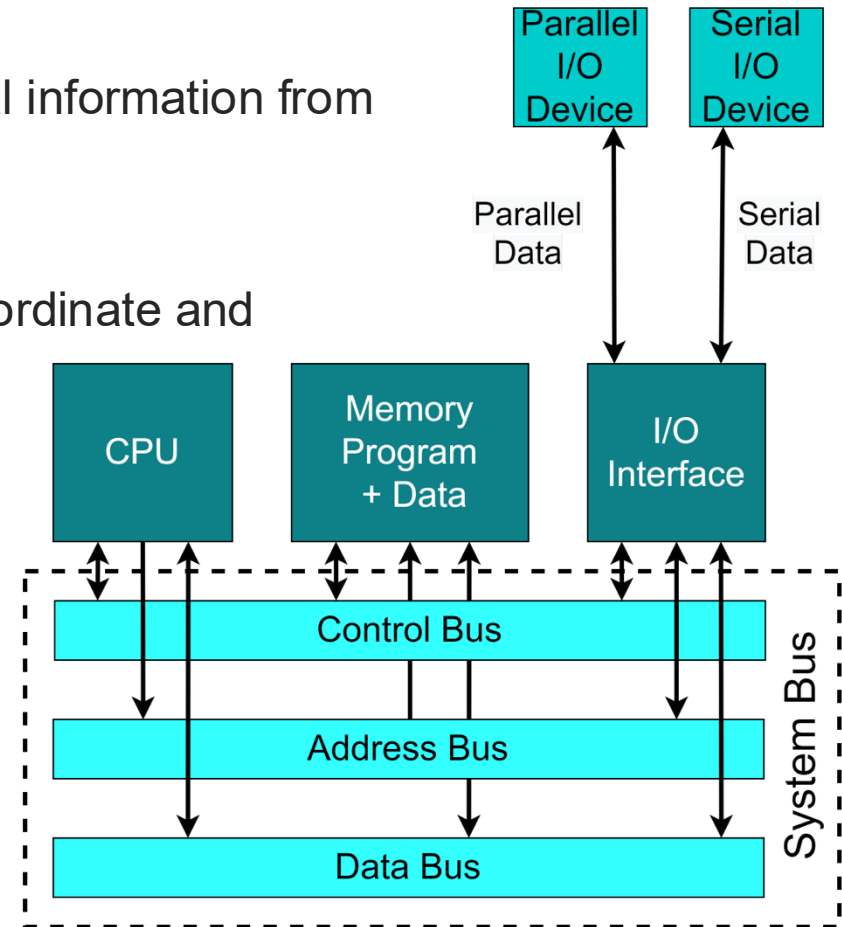 Parallel
I/O
Device
Serial
I/O
Device
l information from
Parallel
Data
Serial
Data
ordinate and
CPU
Memory
Program
+ Data
I/O
Interface
Control Bus
Address Bus
Data Bus
System Bus